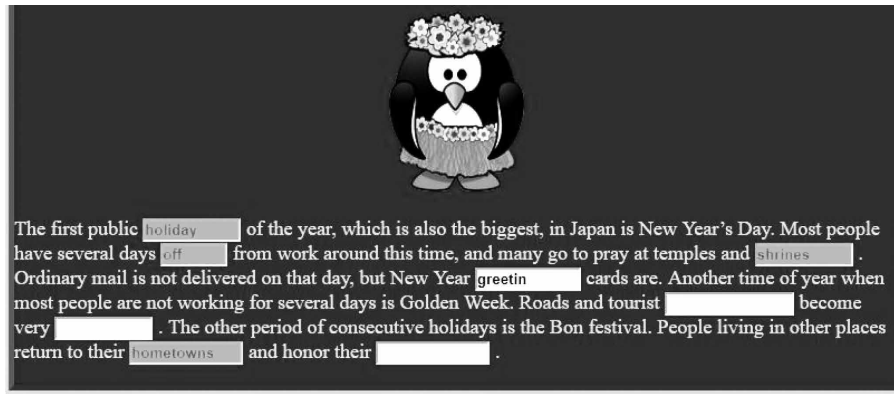 The first public holiday of the year, which is also the biggest, in Japan is New Year’s Day. Most people
have several days off from work around this time, and many go to pray at temples and shrines .
Ordinary mail is not delivered on that day, but New Year greetin cards are. Another time of year when
most people are not working for several days is Golden Week. Roads and tourist become
very . The other period of consecutive holidays is the Bon festival. People living in other places
return to their hometowns and honor their .